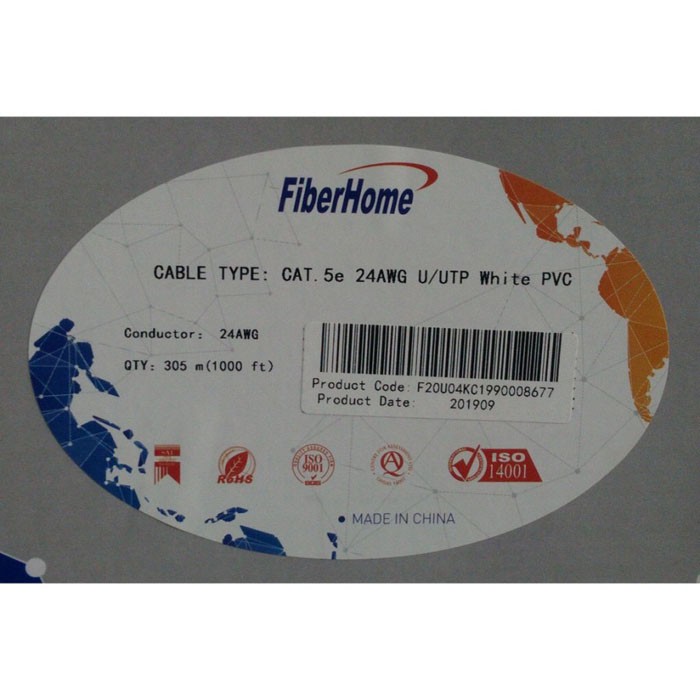 FiberHome
CABLE TYPE: CAT.5e 24AWG U/UTP White PVC
Conductor: 24AWG
QTY: 305 m(1000 ft)
Product Code: F20U04KC1990008677
Product Date: 201909
RoHS
ISO
9001
ISO
14001
MADE IN CHINA